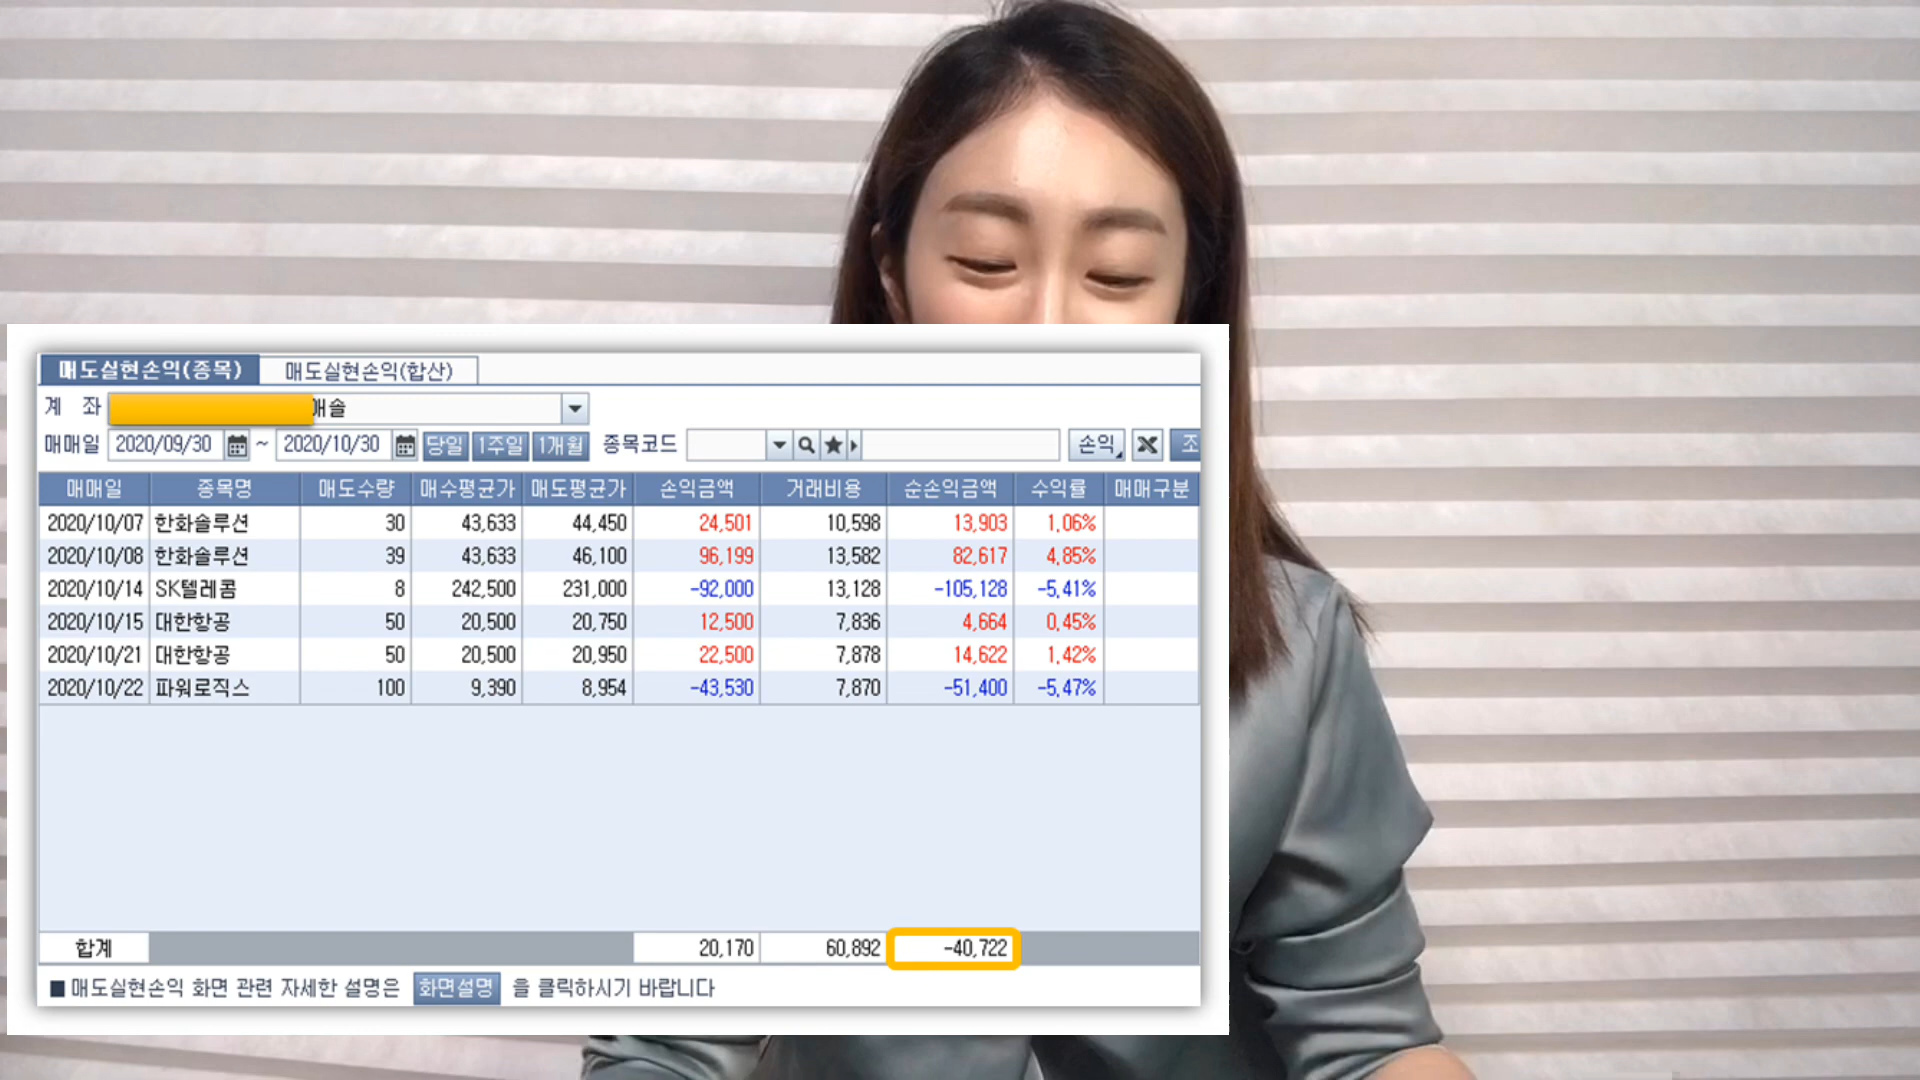 매도실현손익(종목) 매도실현손익(합산)
계 좌 애솔
매매일 2020/09/30 ~ 2020/10/30 당일 1주일 1개월 종목코드 손익 조
매매일 종목명 매도수량 매수평균가 매도평균가 손익금액 거래비용 순손익금액 수익률 매매구분
2020/10/07 한화솔루션 30 43,633 44,450 24,501 10,598 13,903 1.06%
2020/10/08 한화솔루션 39 43,633 46,100 96,199 13,582 82,617 4.85%
2020/10/14 SK텔레콤 8 242,500 231,000 -92,000 13,128 -105,128 -5.41%
2020/10/15 대한항공 50 20,500 20,750 12,500 7,836 4,664 0.45%
2020/10/21 대한항공 50 20,500 20,950 22,500 7,878 14,622 1.42%
2020/10/22 파워로직스 100 9,390 8,954 -43,530 7,870 -51,400 -5.47%
합계 20,170 60,892 -40,722
■ 매도실현손익 화면 관련 자세한 설명은 화면설명 을 클릭하시기 바랍니다